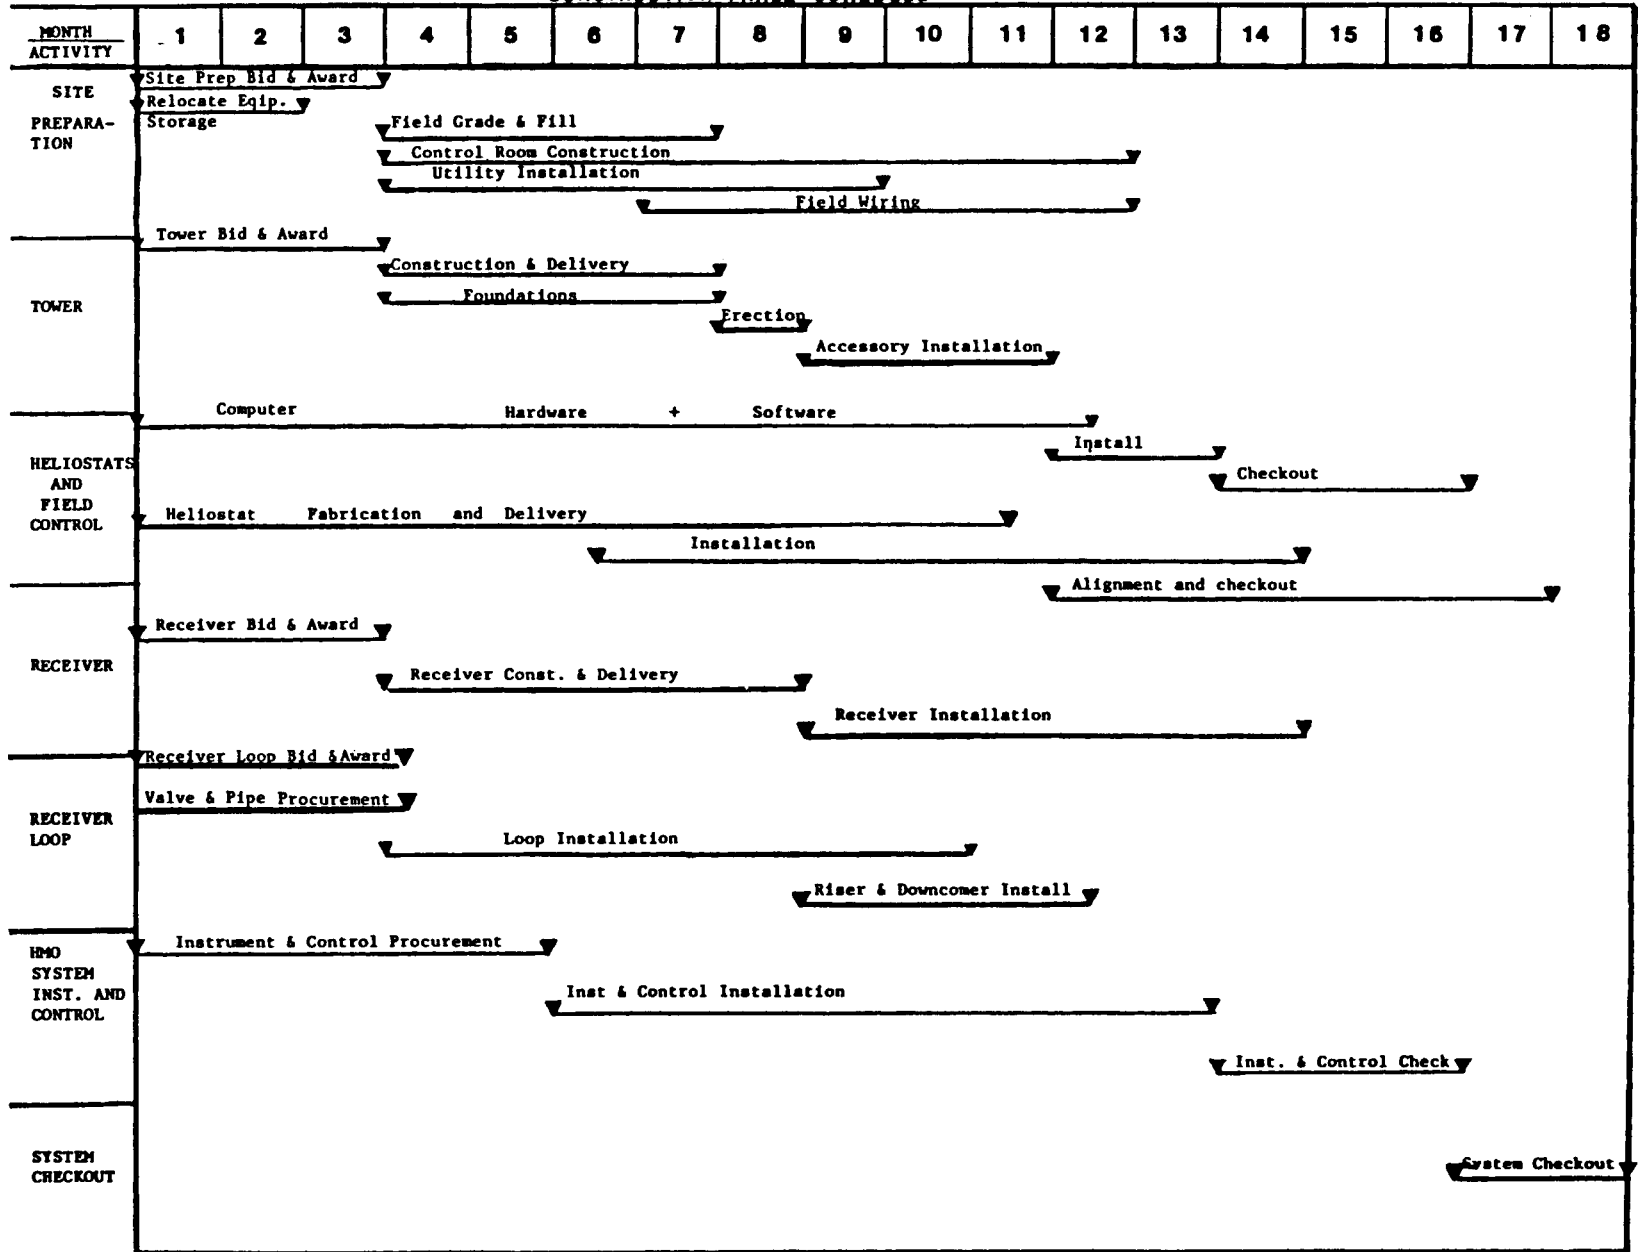 MONTH 1 2 3 4 5 6 7 8 9 10 11 12 13 14 15 16 17 18
ACTIVITY
SITE
PREPARA-
TION
Site Prep Bid & Award
Relocate Eqip.
Storage
Field Grade & Fill
Control Room Construction
Utility Installation
Field Wiring
TOWER
Tower Bid & Award
Construction & Delivery
Foundations
Erection
Accessory Installation
HELIOSTATS
AND
FIELD
CONTROL
Computer Hardware + Software
Install
Checkout
Heliostat Fabrication and Delivery
Installation
Alignment and checkout
RECEIVER
Receiver Bid & Award
Receiver Const. & Delivery
Receiver Installation
RECEIVER
LOOP
Receiver Loop Bid &Award
Valve & Pipe Procurement
Loop Installation
Riser & Downcomer Install
HMO
SYSTEM
INST. AND
CONTROL
Instrument & Control Procurement
Inst & Control Installation
Inst. & Control Check
SYSTEM
CHECKOUT
System Checkout